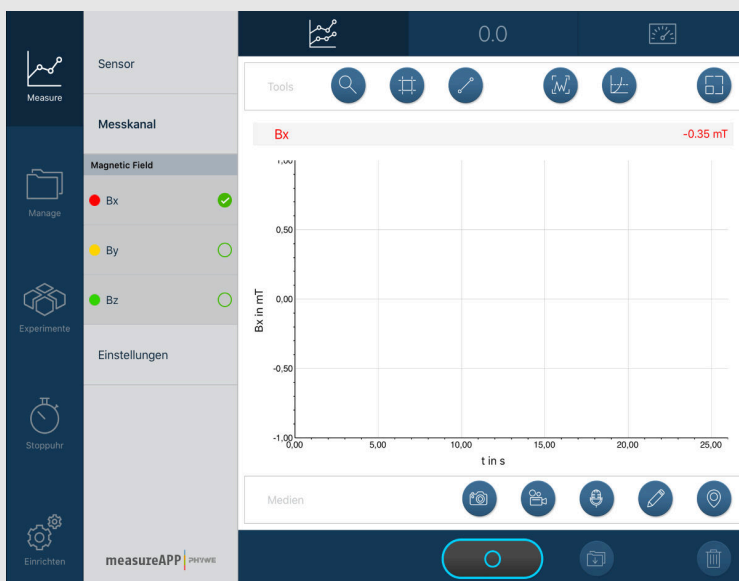 Measure
Manage
Experimente
Stoppuhr
Einrichten
Sensor
Messkanal
Magnetic Field
Bx
By
Bz
Einstellungen
measureAPP PHYWE
0.0
Tools
Bx -0.35 mT
1,00
0,50
0,00
-0,50
-1,00
Bx in mT
0,00 5,00 10,00 15,00 20,00 25,00
t in s
Medien